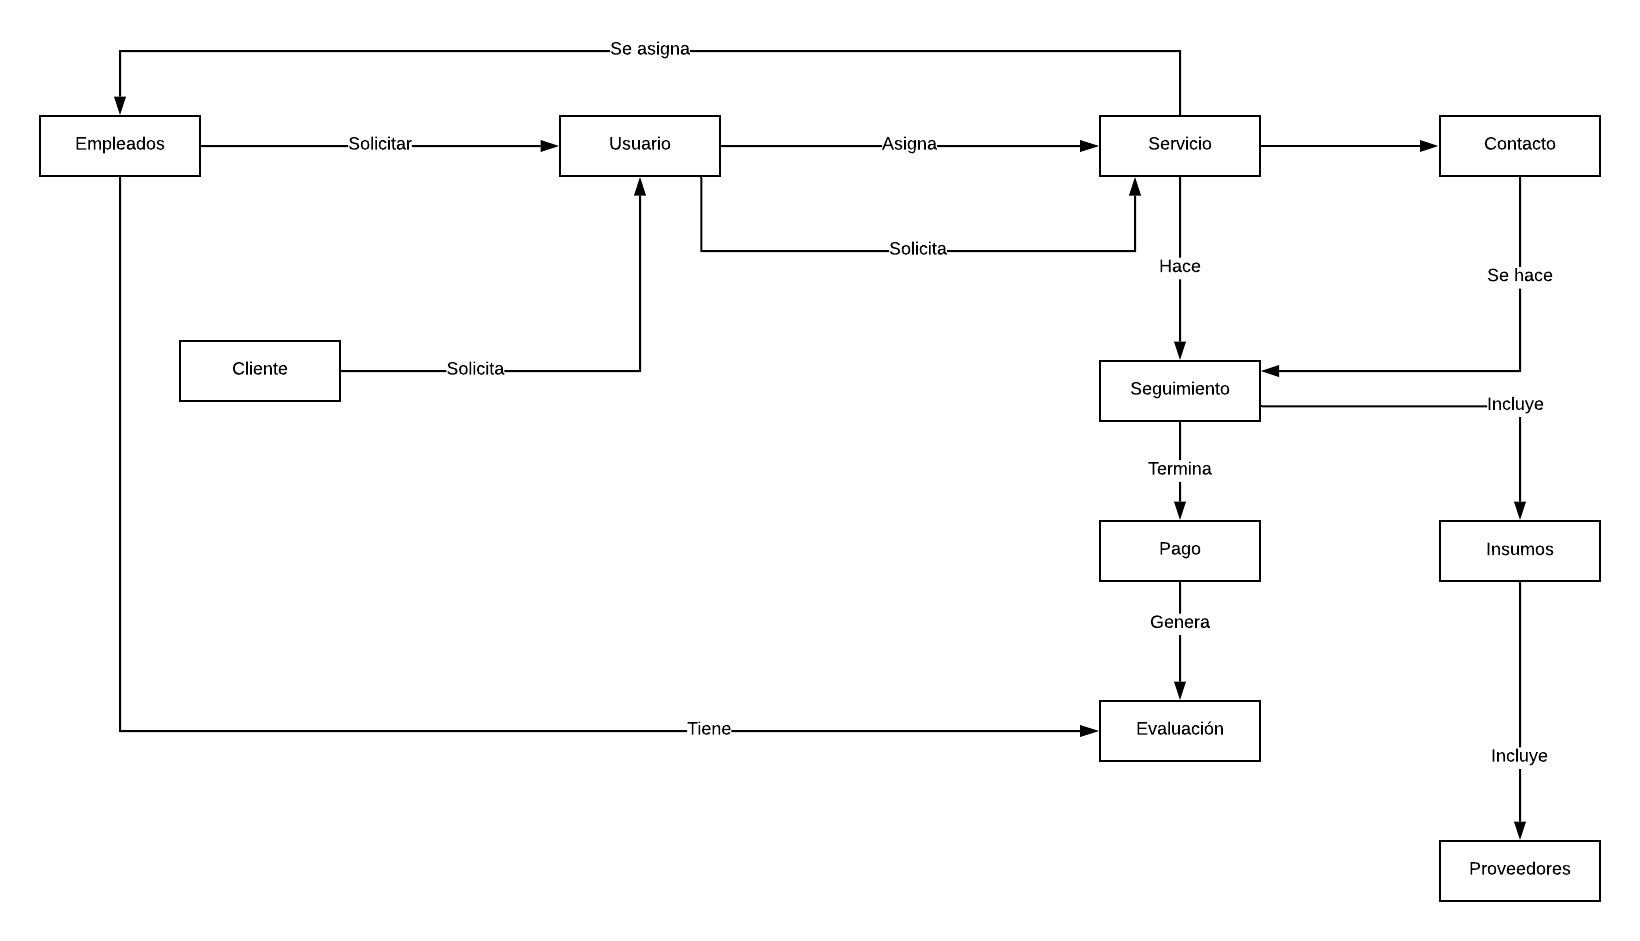 Se asigna
Empleados
Solicitar
Usuario
Asigna
Servicio
Contacto
Solicita
Hace
Se hace
Cliente
Solicita
Seguimiento
Incluye
Termina
Pago
Insumos
Genera
Tiene
Evaluación
Incluye
Proveedores